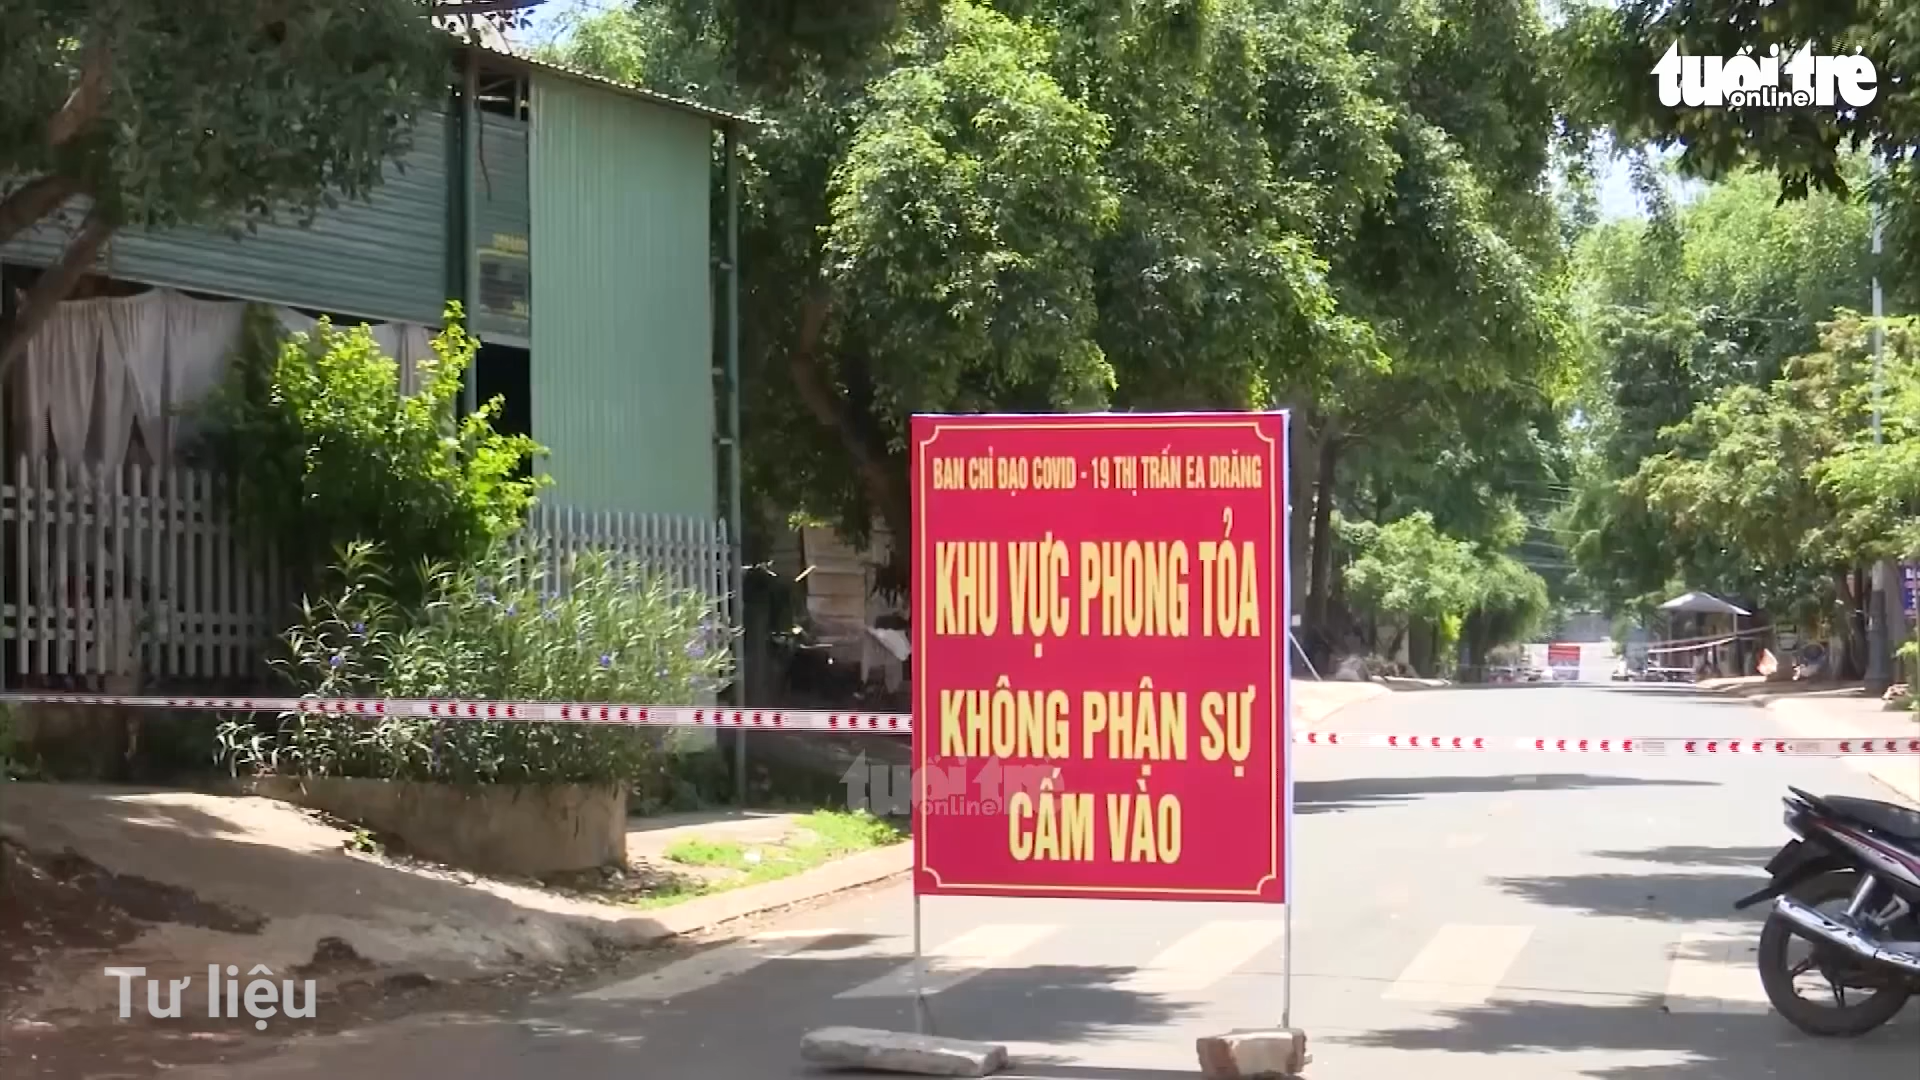 tuổi trẻ
online
BAN CHỈ ĐẠO COVID - 19 THỊ TRẤN EA DRĂNG
KHU VỰC PHONG TỎA
KHÔNG PHẬN SỰ
CẤM VÀO
tuổi trẻ
online
Tư liệu